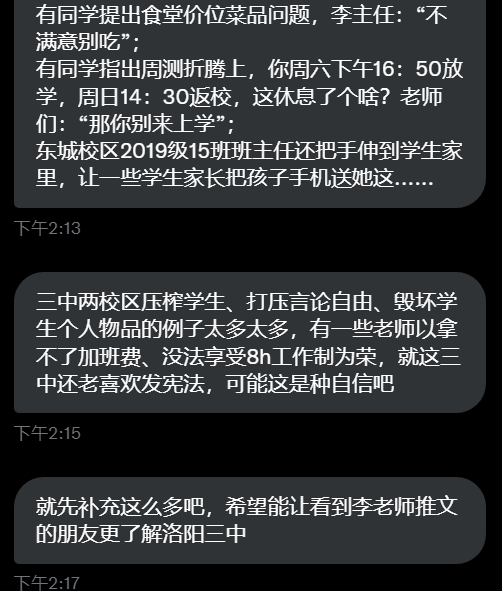 有同学提出食堂价位菜品问题，李主任：“不
满意别吃”；
有同学指出周测折腾上，你周六下午16：50放
学，周日14：30返校，这休息了个啥？老师
们：“那你别来上学”；
东城校区2019级15班班主任还把手伸到学生家
里，让一些学生家长把孩子手机送她这……
下午2:13
三中两校区压榨学生、打压言论自由、毁坏学
生个人物品的例子太多太多，有一些老师以拿
不了加班费、没法享受8h工作制为荣，就这三
中还老喜欢发宪法，可能这是种自信吧
下午2:15
就先补充这么多吧，希望能让看到李老师推文
的朋友更了解洛阳三中
下午2:17